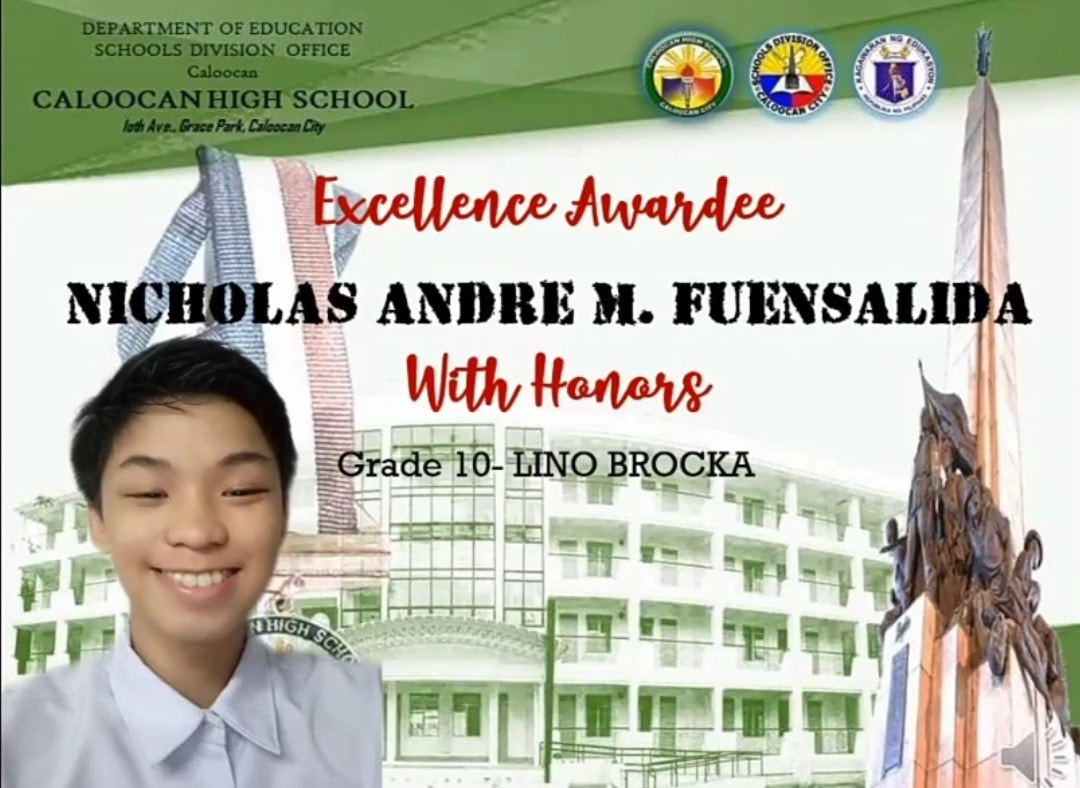 DEPARTMENT OF EDUCATION
SCHOOLS DIVISION OFFICE
Caloocan
CALOOCAN HIGH SCHOOL
10th Ave., Grace Park, Caloocan City
CALOOCAN HIGH SCHOOL
CALOOCAN CITY
SCHOOLS DIVISION OFFICE
CALOOCAN CITY
KAGAWARAN NG EDUKASYON
REPUBLIKA NG PILIPINAS
Excellence Awardee
NICHOLAS ANDRE M. FUENSALIDA
With Honors
Grade 10- LINO BROCKA
N HIGH SCHO